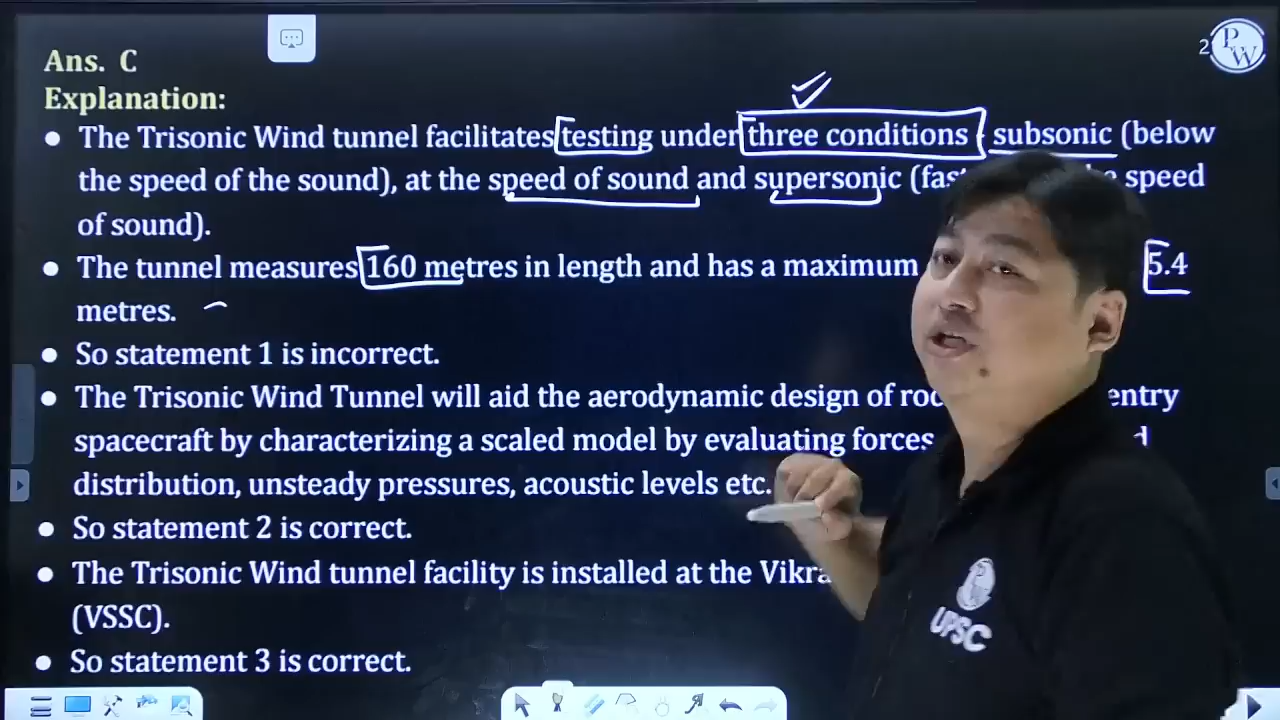 Ans. C
2 PW
Explanation:
The Trisonic Wind tunnel facilitates testing under three conditions - subsonic (below
the speed of the sound), at the speed of sound and supersonic (fas speed
of sound).
The tunnel measures 160 metres in length and has a maximum 5.4
metres.
So statement 1 is incorrect.
The Trisonic Wind Tunnel will aid the aerodynamic design of roc entry
spacecraft by characterizing a scaled model by evaluating forces
distribution, unsteady pressures, acoustic levels etc.
So statement 2 is correct.
The Trisonic Wind tunnel facility is installed at the Vikra
(VSSC).
So statement 3 is correct.
PW
UPSC